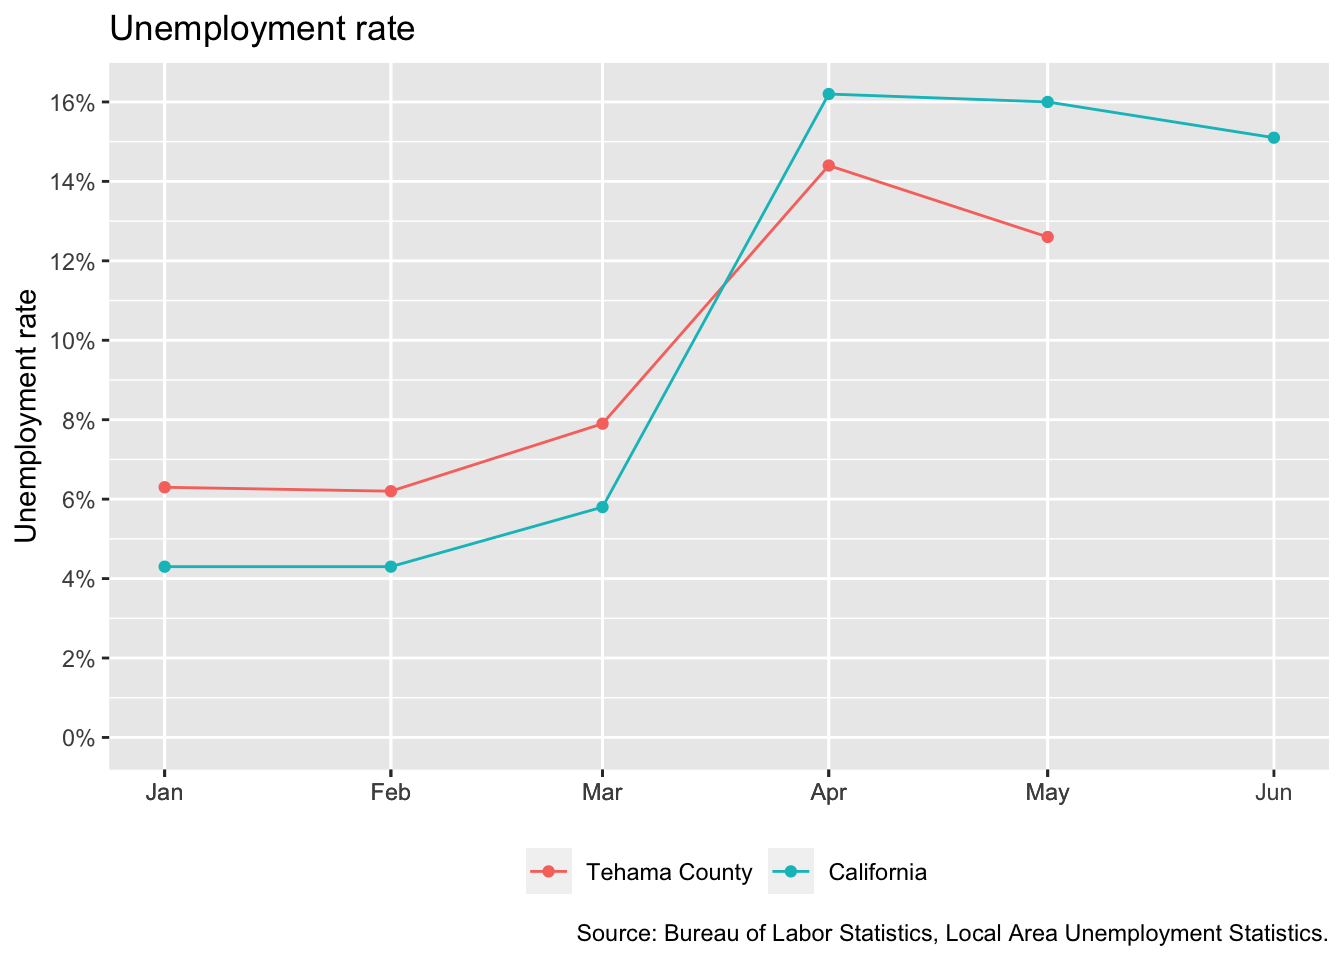 Unemployment rate
Unemployment rate
16%
14%
12%
10%
8%
6%
4%
2%
0%
Jan Feb Mar Apr May Jun
Tehama County California
Source: Bureau of Labor Statistics, Local Area Unemployment Statistics.